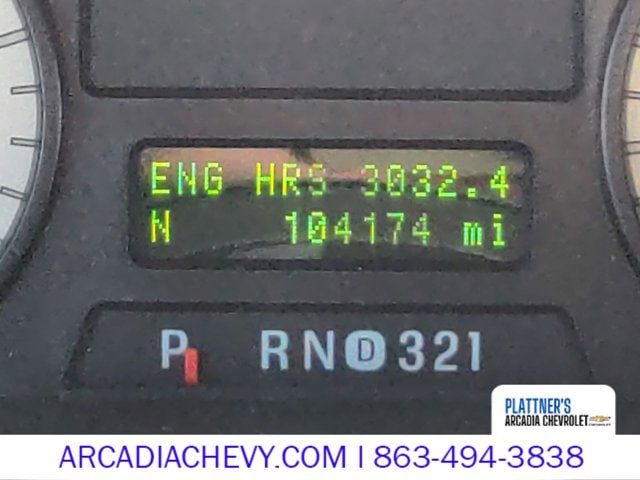 ENG HRS 3032.4
N 104174 mi
P RND321
PLATTNER'S
ARCADIA CHEVROLET
ARCADIACHEVY.COM | 863-494-3838